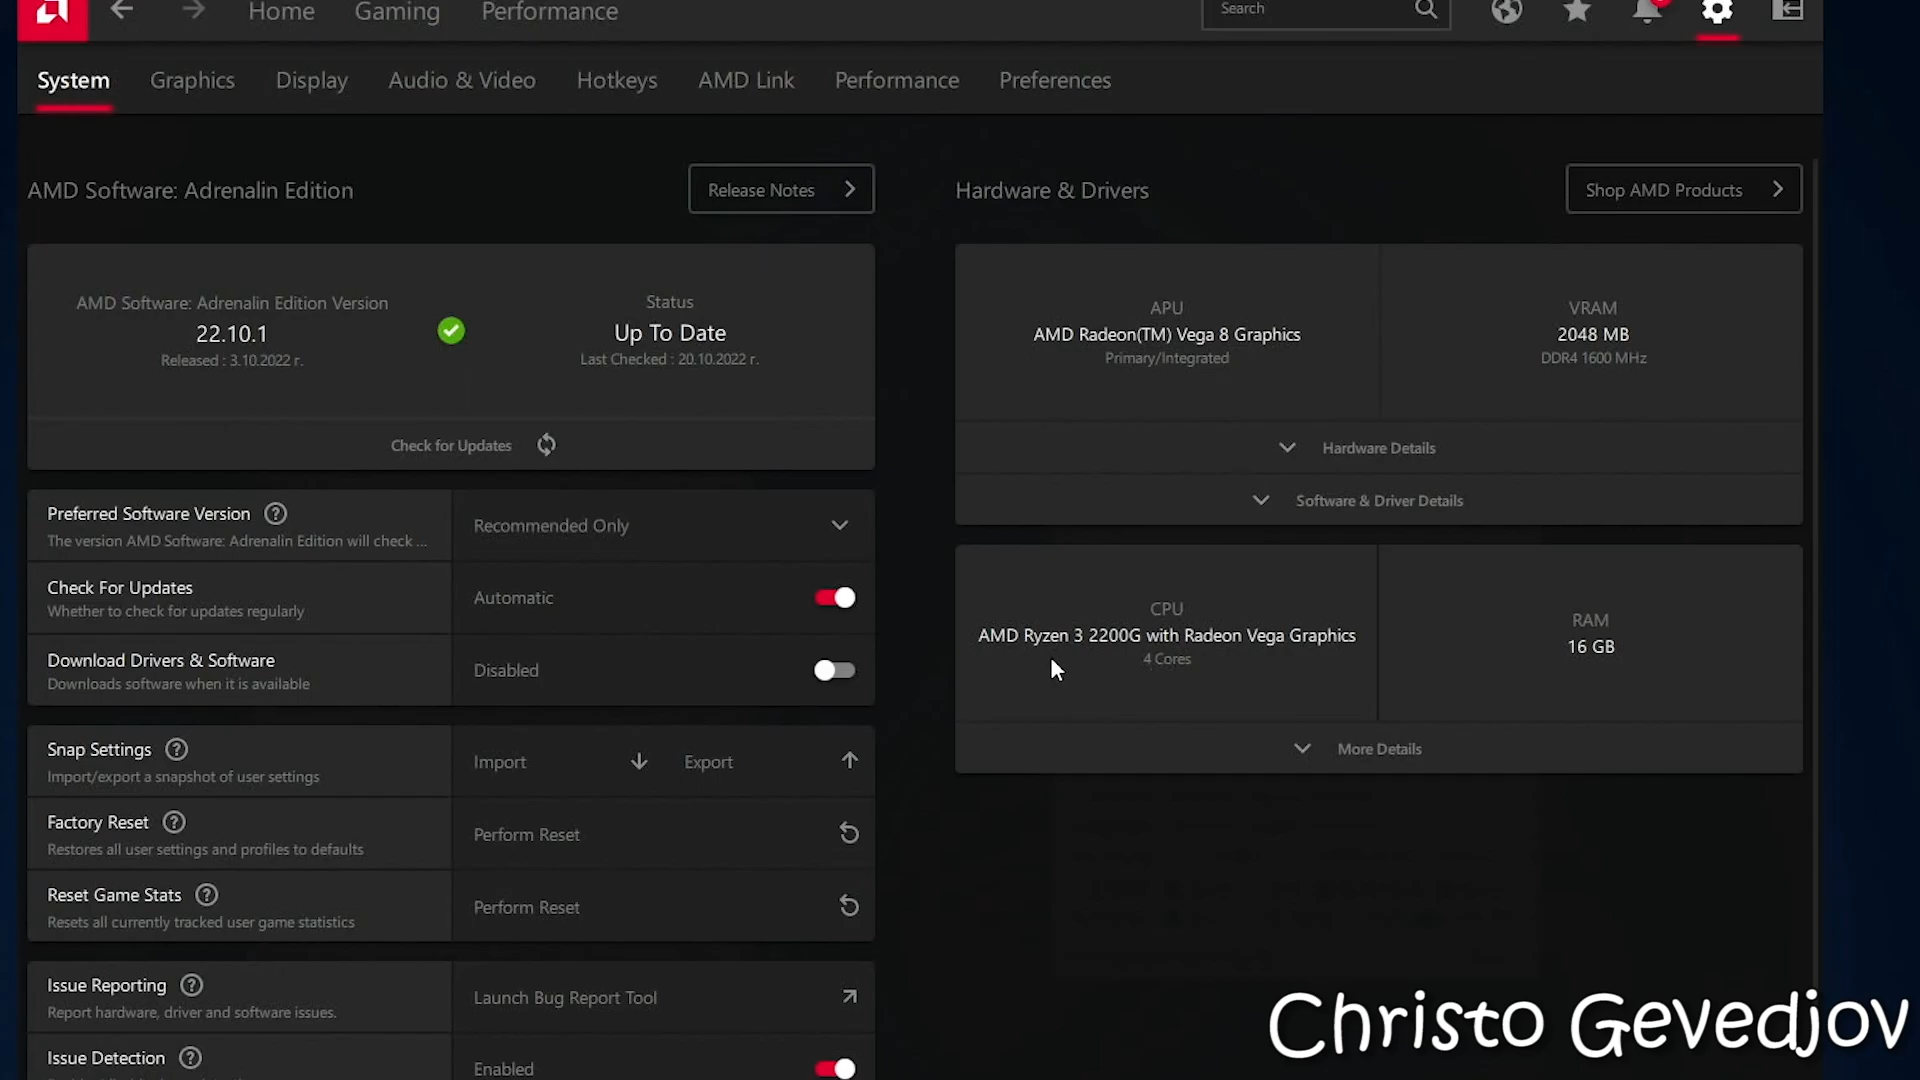 Home
Gaming
Performance
Search
System
Graphics
Display
Audio & Video
Hotkeys
AMD Link
Performance
Preferences
AMD Software: Adrenalin Edition
Release Notes
AMD Software: Adrenalin Edition Version
22.10.1
Released : 3.10.2022 г.
Status
Up To Date
Last Checked : 20.10.2022 г.
Check for Updates
Preferred Software Version
The version AMD Software: Adrenalin Edition will check ...
Recommended Only
Check For Updates
Whether to check for updates regularly
Automatic
Download Drivers & Software
Downloads software when it is available
Disabled
Snap Settings
Import/export a snapshot of user settings
Import
Export
Factory Reset
Restores all user settings and profiles to defaults
Perform Reset
Reset Game Stats
Resets all currently tracked user game statistics
Perform Reset
Issue Reporting
Report hardware, driver and software issues.
Launch Bug Report Tool
Issue Detection
Enabled
Hardware & Drivers
Shop AMD Products
APU
AMD Radeon(TM) Vega 8 Graphics
Primary/Integrated
VRAM
2048 MB
DDR4 1600 MHz
Hardware Details
Software & Driver Details
CPU
AMD Ryzen 3 2200G with Radeon Vega Graphics
4 Cores
RAM
16 GB
More Details
Christo Gevedjov